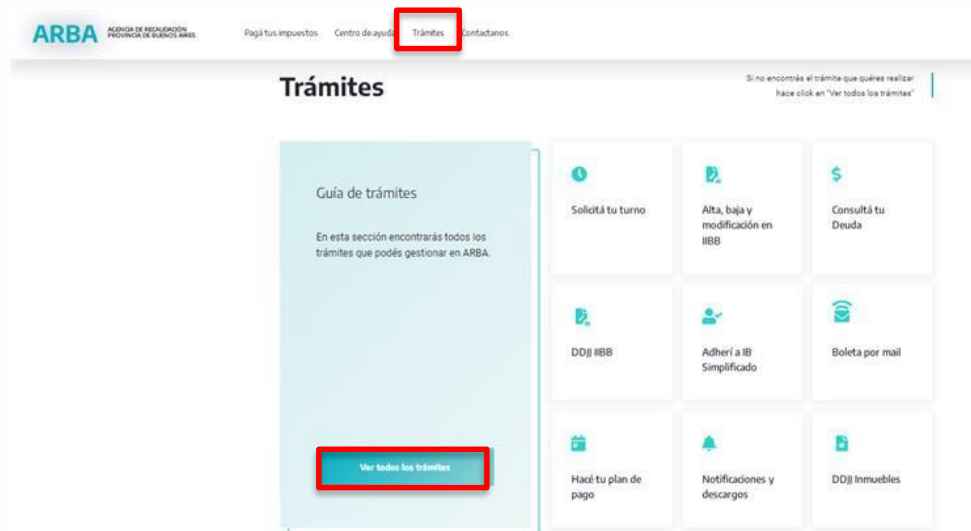 ARBA
AGENCIA DE RECAUDACIÓN
PROVINCIA DE BUENOS AIRES
Pagá tus impuestos Centro de ayuda Trámites Contactanos
Trámites
Si no encontrás el trámite que quéres realizar
hace click en "Ver todos los trámites"
Guía de trámites
En esta sección encontrarás todos los
trámites que podés gestionar en ARBA.
Ver todos los trámites
Solicitá tu turno
Alta, baja y
modificación en
IIBB
Consultá tu
Deuda
DDJJ IIBB
Adherí a IB
Simplificado
Boleta por mail
Hacé tu plan de
pago
Notificaciones y
descargos
DDJJ Inmuebles